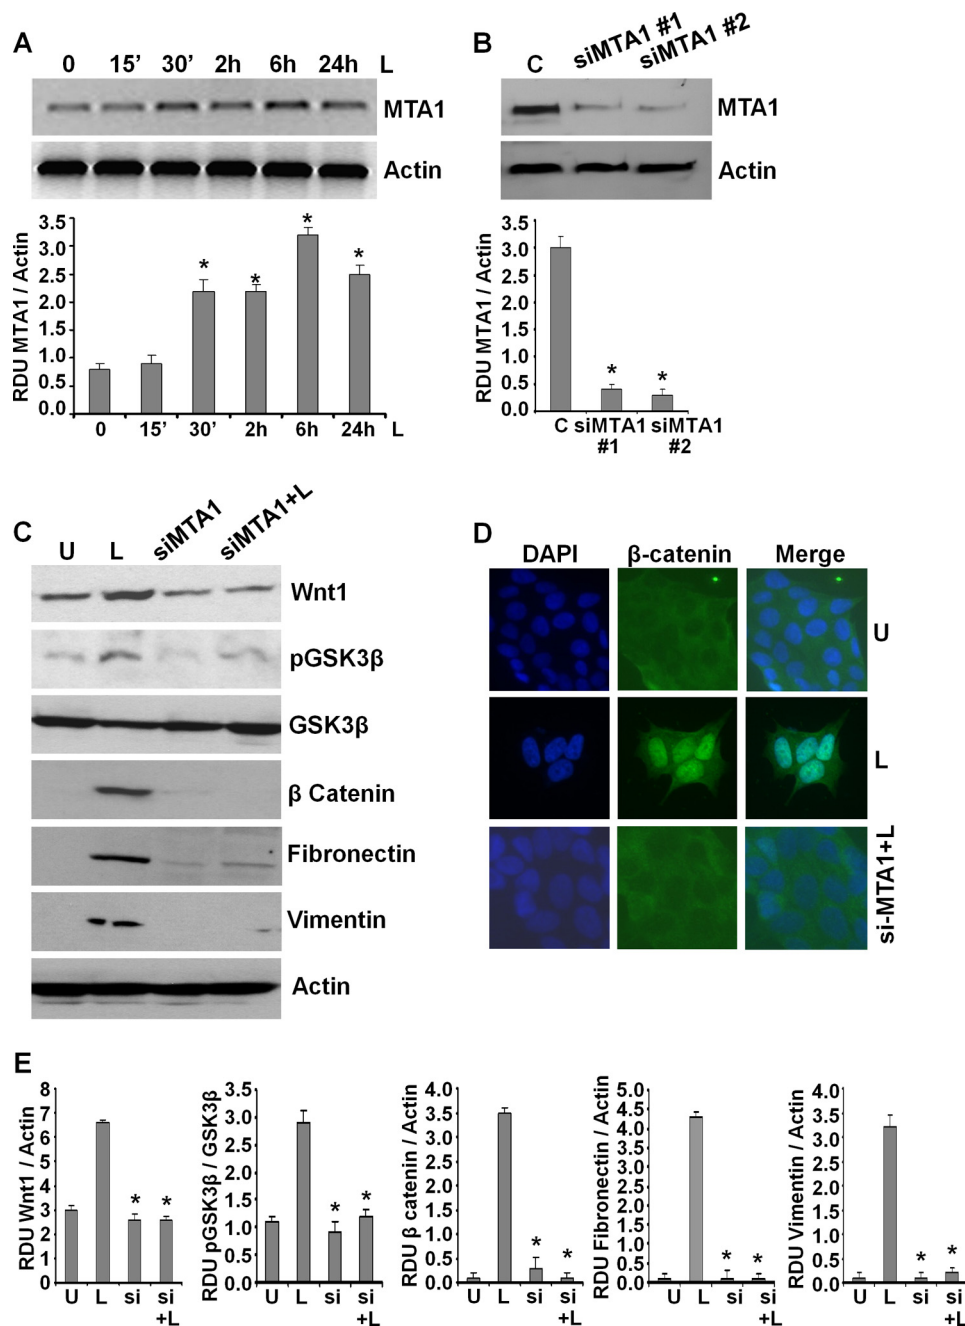 A
0 15’ 30’ 2h 6h 24h L
MTA1
Actin
RDU MTA1 / Actin
3.5
3.0
2.5
2.0
1.5
1.0
0.5
0.0
* * * *
0 15’ 30’ 2h 6h 24h L
B
C siMTA1 #1 siMTA1 #2
MTA1
Actin
RDU MTA1 / Actin
3.5
3.0
2.5
2.0
1.5
1.0
0.5
0.0
* *
C siMTA1 siMTA1
#1 #2
C
U L siMTA1 siMTA1+L
Wnt1
pGSK3β
GSK3β
β Catenin
Fibronectin
Vimentin
Actin
D
DAPI β-catenin Merge
U
L
si-MTA1+L
E
RDU Wnt1 / Actin
8
7
6
5
4
3
2
1
0
* *
U L si si
+L
RDU pGSK3β / GSK3β
3.5
3.0
2.5
2.0
1.5
1.0
0.5
0.0
* *
U L si si
+L
RDU β catenin / Actin
4.0
3.5
3.0
2.5
2.0
1.5
1.0
0.5
0.0
* *
U L si si
+L
RDU Fibronectin / Actin
5.0
4.5
4.0
3.5
3.0
2.5
2.0
1.5
1.0
0.5
0.0
* *
U L si si
+L
RDU Vimentin / Actin
4.0
3.5
3.0
2.5
2.0
1.5
1.0
0.5
0.0
* *
U L si si
+L